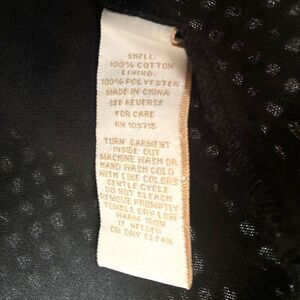 SHELL:
100% COTTON
LINING:
100% POLYESTER
MADE IN CHINA
SEE REVERSE
FOR CARE
RN 103715
TURN GARMENT
INSIDE OUT
MACHINE WASH OR
HAND WASH COLD
WITH LIKE COLORS
GENTLE CYCLE
DO NOT BLEACH
REMOVE PROMPTLY
TUMBLE DRY LOW
WARM IRON
IF NEEDED
OR DRY CLEAN